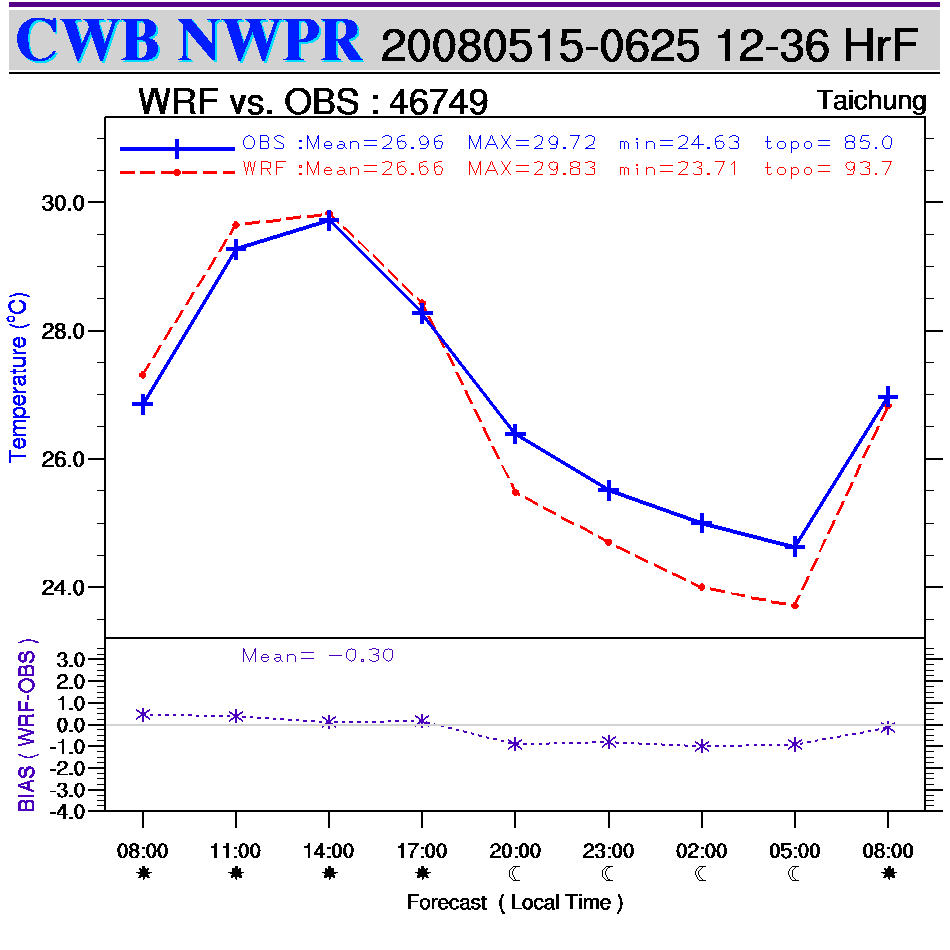 CWB NWPR 20080515-0625 12-36 HrF
WRF vs. OBS : 46749
Taichung
OBS :Mean=26.96 MAX=29.72 min=24.63 topo= 85.0
WRF :Mean=26.66 MAX=29.83 min=23.71 topo= 93.7
Temperature (°C)
30.0
28.0
26.0
24.0
BIAS ( WRF-OBS )
Mean= -0.30
3.0
2.0
1.0
0.0
-1.0
-2.0
-3.0
-4.0
08:00 11:00 14:00 17:00 20:00 23:00 02:00 05:00 08:00
Forecast ( Local Time )